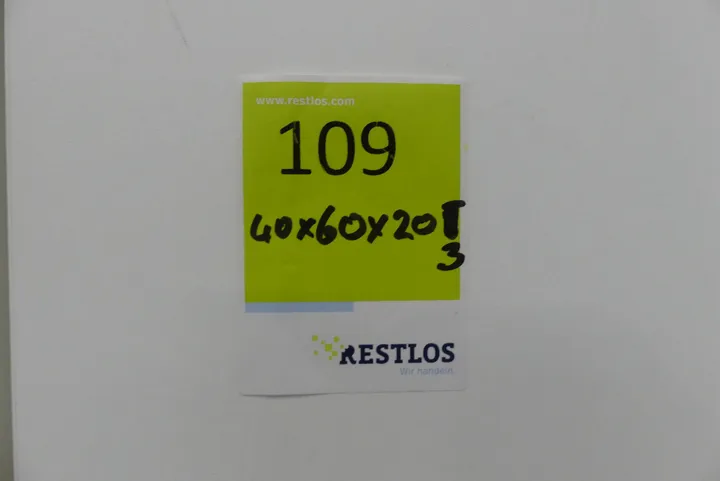 www.restlos.com
109
40x60x20
3
RESTLOS
Wir handeln.